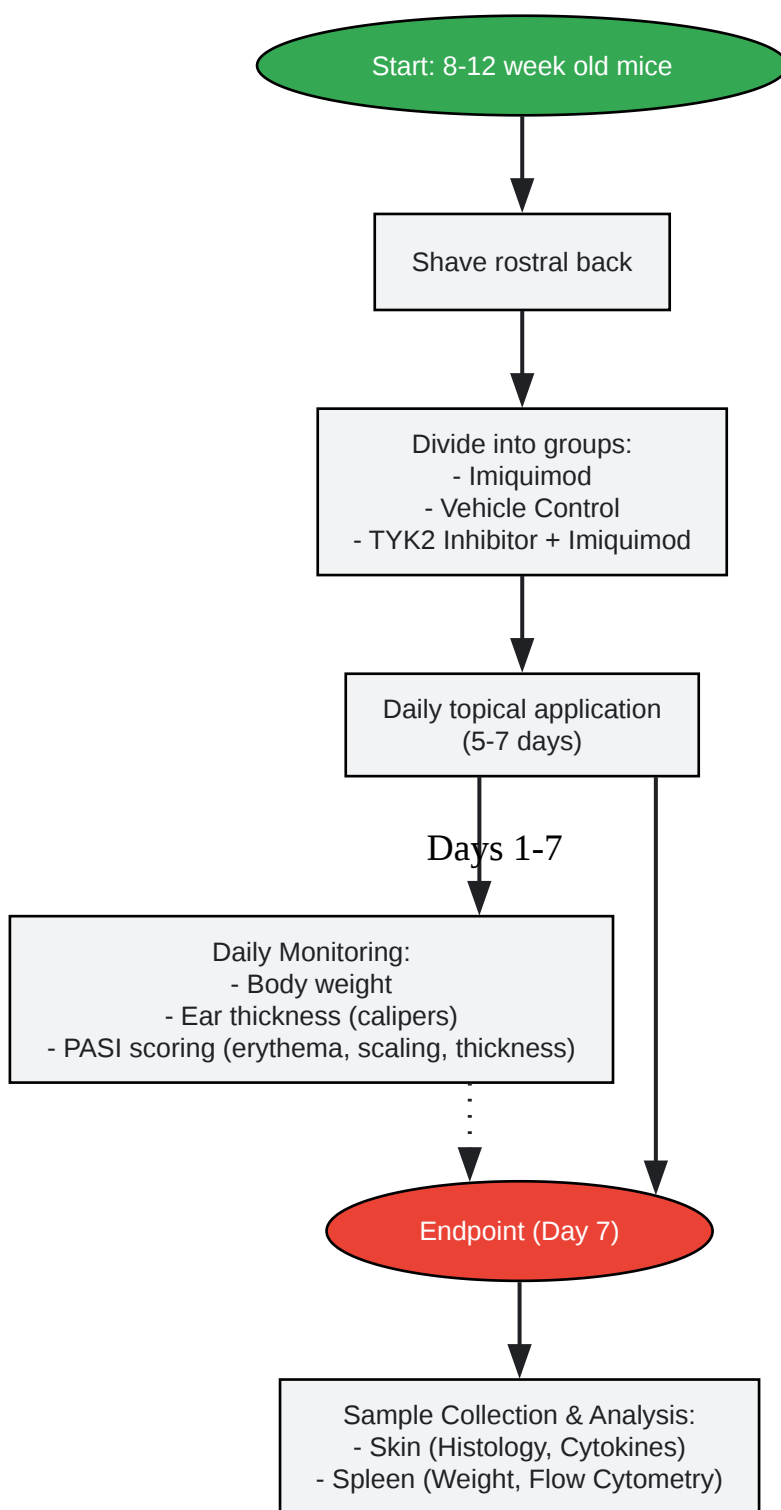 Start: 8-12 week old mice
Shave rostral back
Divide into groups:
- Imiquimod
- Vehicle Control
- TYK2 Inhibitor + Imiquimod
Daily topical application
(5-7 days)
Days 1-7
Daily Monitoring:
- Body weight
- Ear thickness (calipers)
- PASI scoring (erythema, scaling, thickness)
Endpoint (Day 7)
Sample Collection & Analysis:
- Skin (Histology, Cytokines)
- Spleen (Weight, Flow Cytometry)